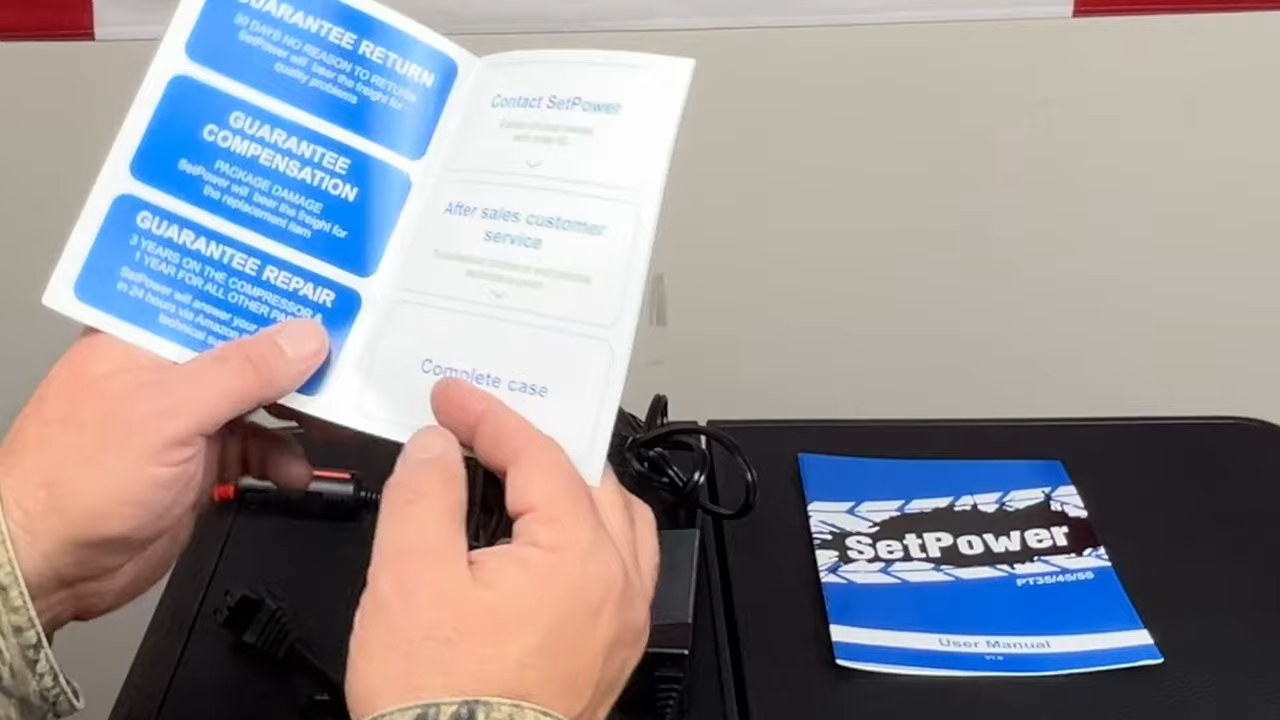 GUARANTEE RETURN
30 DAYS NO REASON TO RETURN
SetPower will bear the freight for
quality problems
GUARANTEE
COMPENSATION
PACKAGE DAMAGE
SetPower will bear the freight for
the replacement item
GUARANTEE REPAIR
3 YEARS ON THE COMPRESSOR &
1 YEAR FOR ALL OTHER
SetPower will answer your
in 24 hours via Amazon
technical
Contact SetPower
After sales customer
service
Complete case
SetPower
PT35/45/55
User Manual